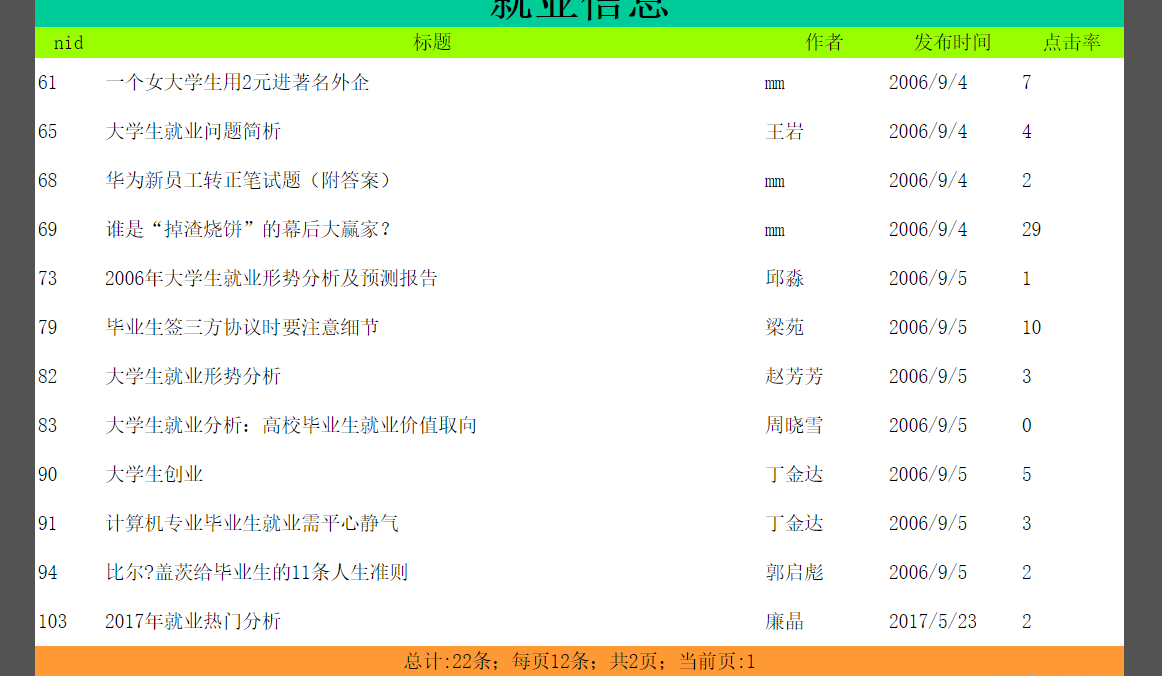 就业信息
nid 标题 作者 发布时间 点击率
61 一个女大学生用2元进著名外企 mm 2006/9/4 7
65 大学生就业问题简析 王岩 2006/9/4 4
68 华为新员工转正笔试题（附答案） mm 2006/9/4 2
69 谁是“掉渣烧饼”的幕后大赢家？ mm 2006/9/4 29
73 2006年大学生就业形势分析及预测报告 邱淼 2006/9/5 1
79 毕业生签三方协议时要注意细节 梁苑 2006/9/5 10
82 大学生就业形势分析 赵芳芳 2006/9/5 3
83 大学生就业分析：高校毕业生就业价值取向 周晓雪 2006/9/5 0
90 大学生创业 丁金达 2006/9/5 5
91 计算机专业毕业生就业需平心静气 丁金达 2006/9/5 3
94 比尔?盖茨给毕业生的11条人生准则 郭启彪 2006/9/5 2
103 2017年就业热门分析 廉晶 2017/5/23 2
总计:22条；每页12条；共2页；当前页:1